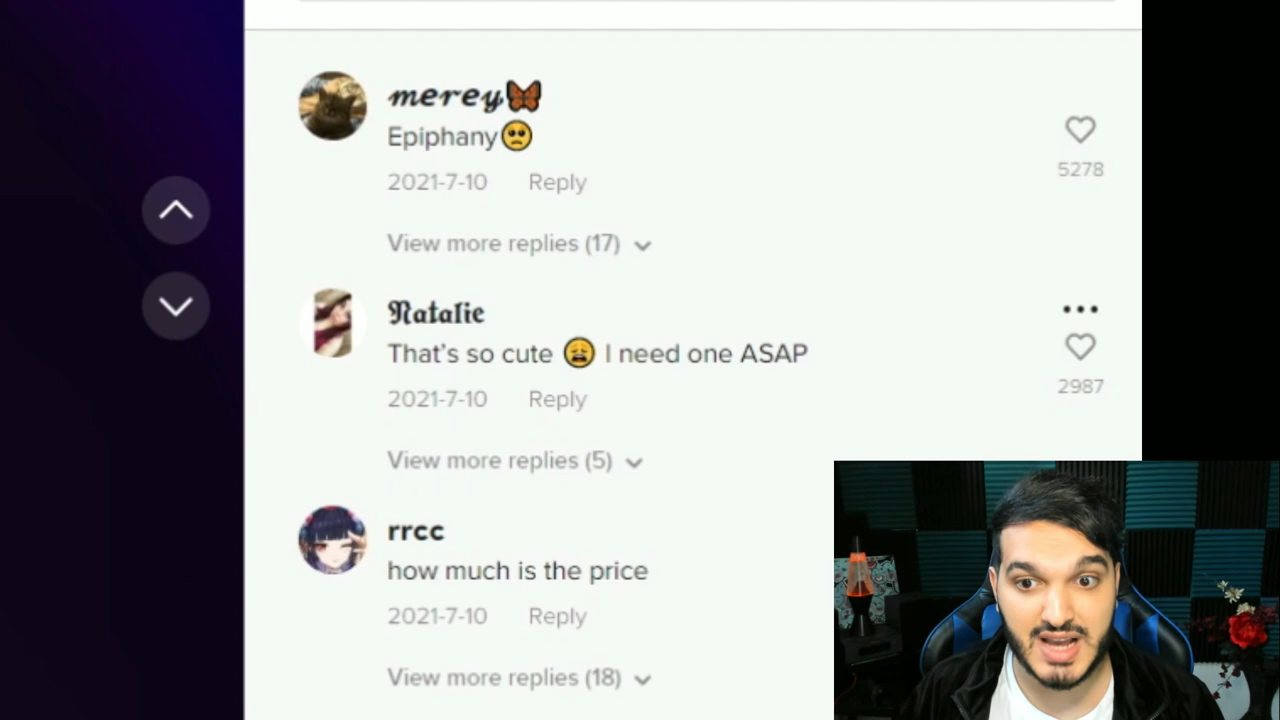 merey🦋
Epiphany🥺
2021-7-10 Reply
5278
View more replies (17)
Natalie
That's so cute 😩 I need one ASAP
2987
2021-7-10 Reply
View more replies (5)
rrcc
how much is the price
2021-7-10 Reply
View more replies (18)